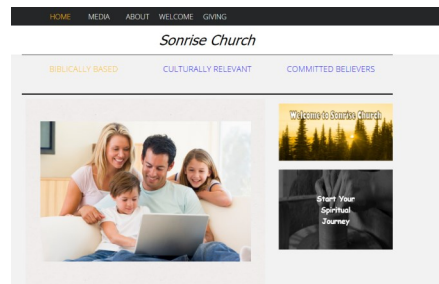 HOME MEDIA ABOUT WELCOME GIVING
Sonrise Church
BIBLICALLY BASED CULTURALLY RELEVANT COMMITTED BELIEVERS
Welcome to Sonrise Church
Start Your
Spiritual
Journey